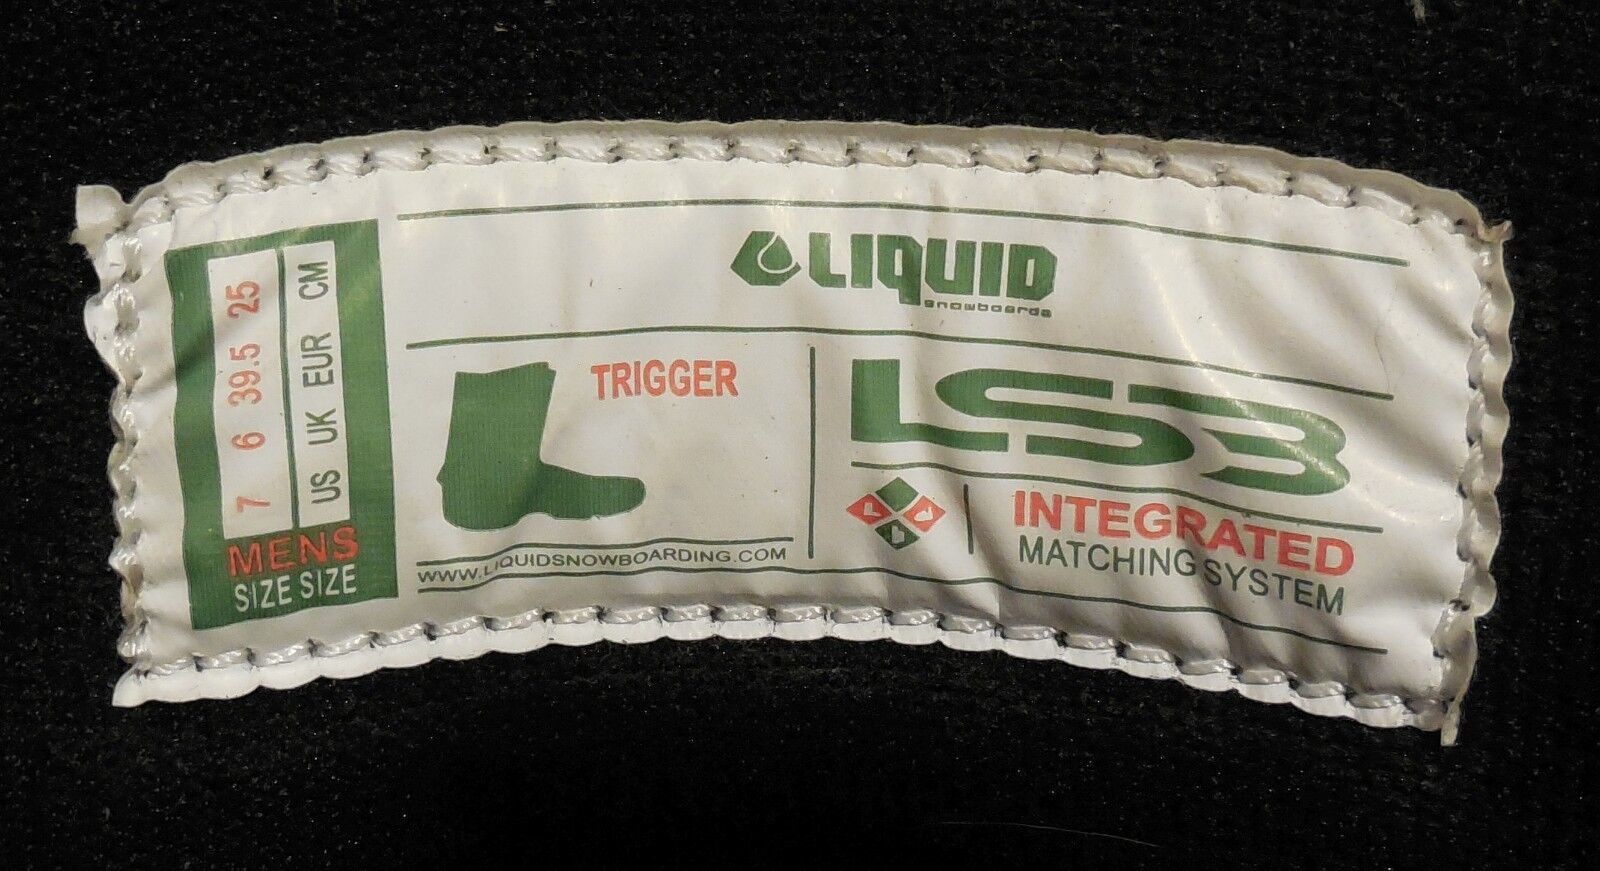 7 6 39.5 25
US UK EUR CM
MENS
SIZE SIZE
LIQUID
snowboards
TRIGGER
WWW.LIQUIDSNOWBOARDING.COM
LS3
INTEGRATED
MATCHING SYSTEM